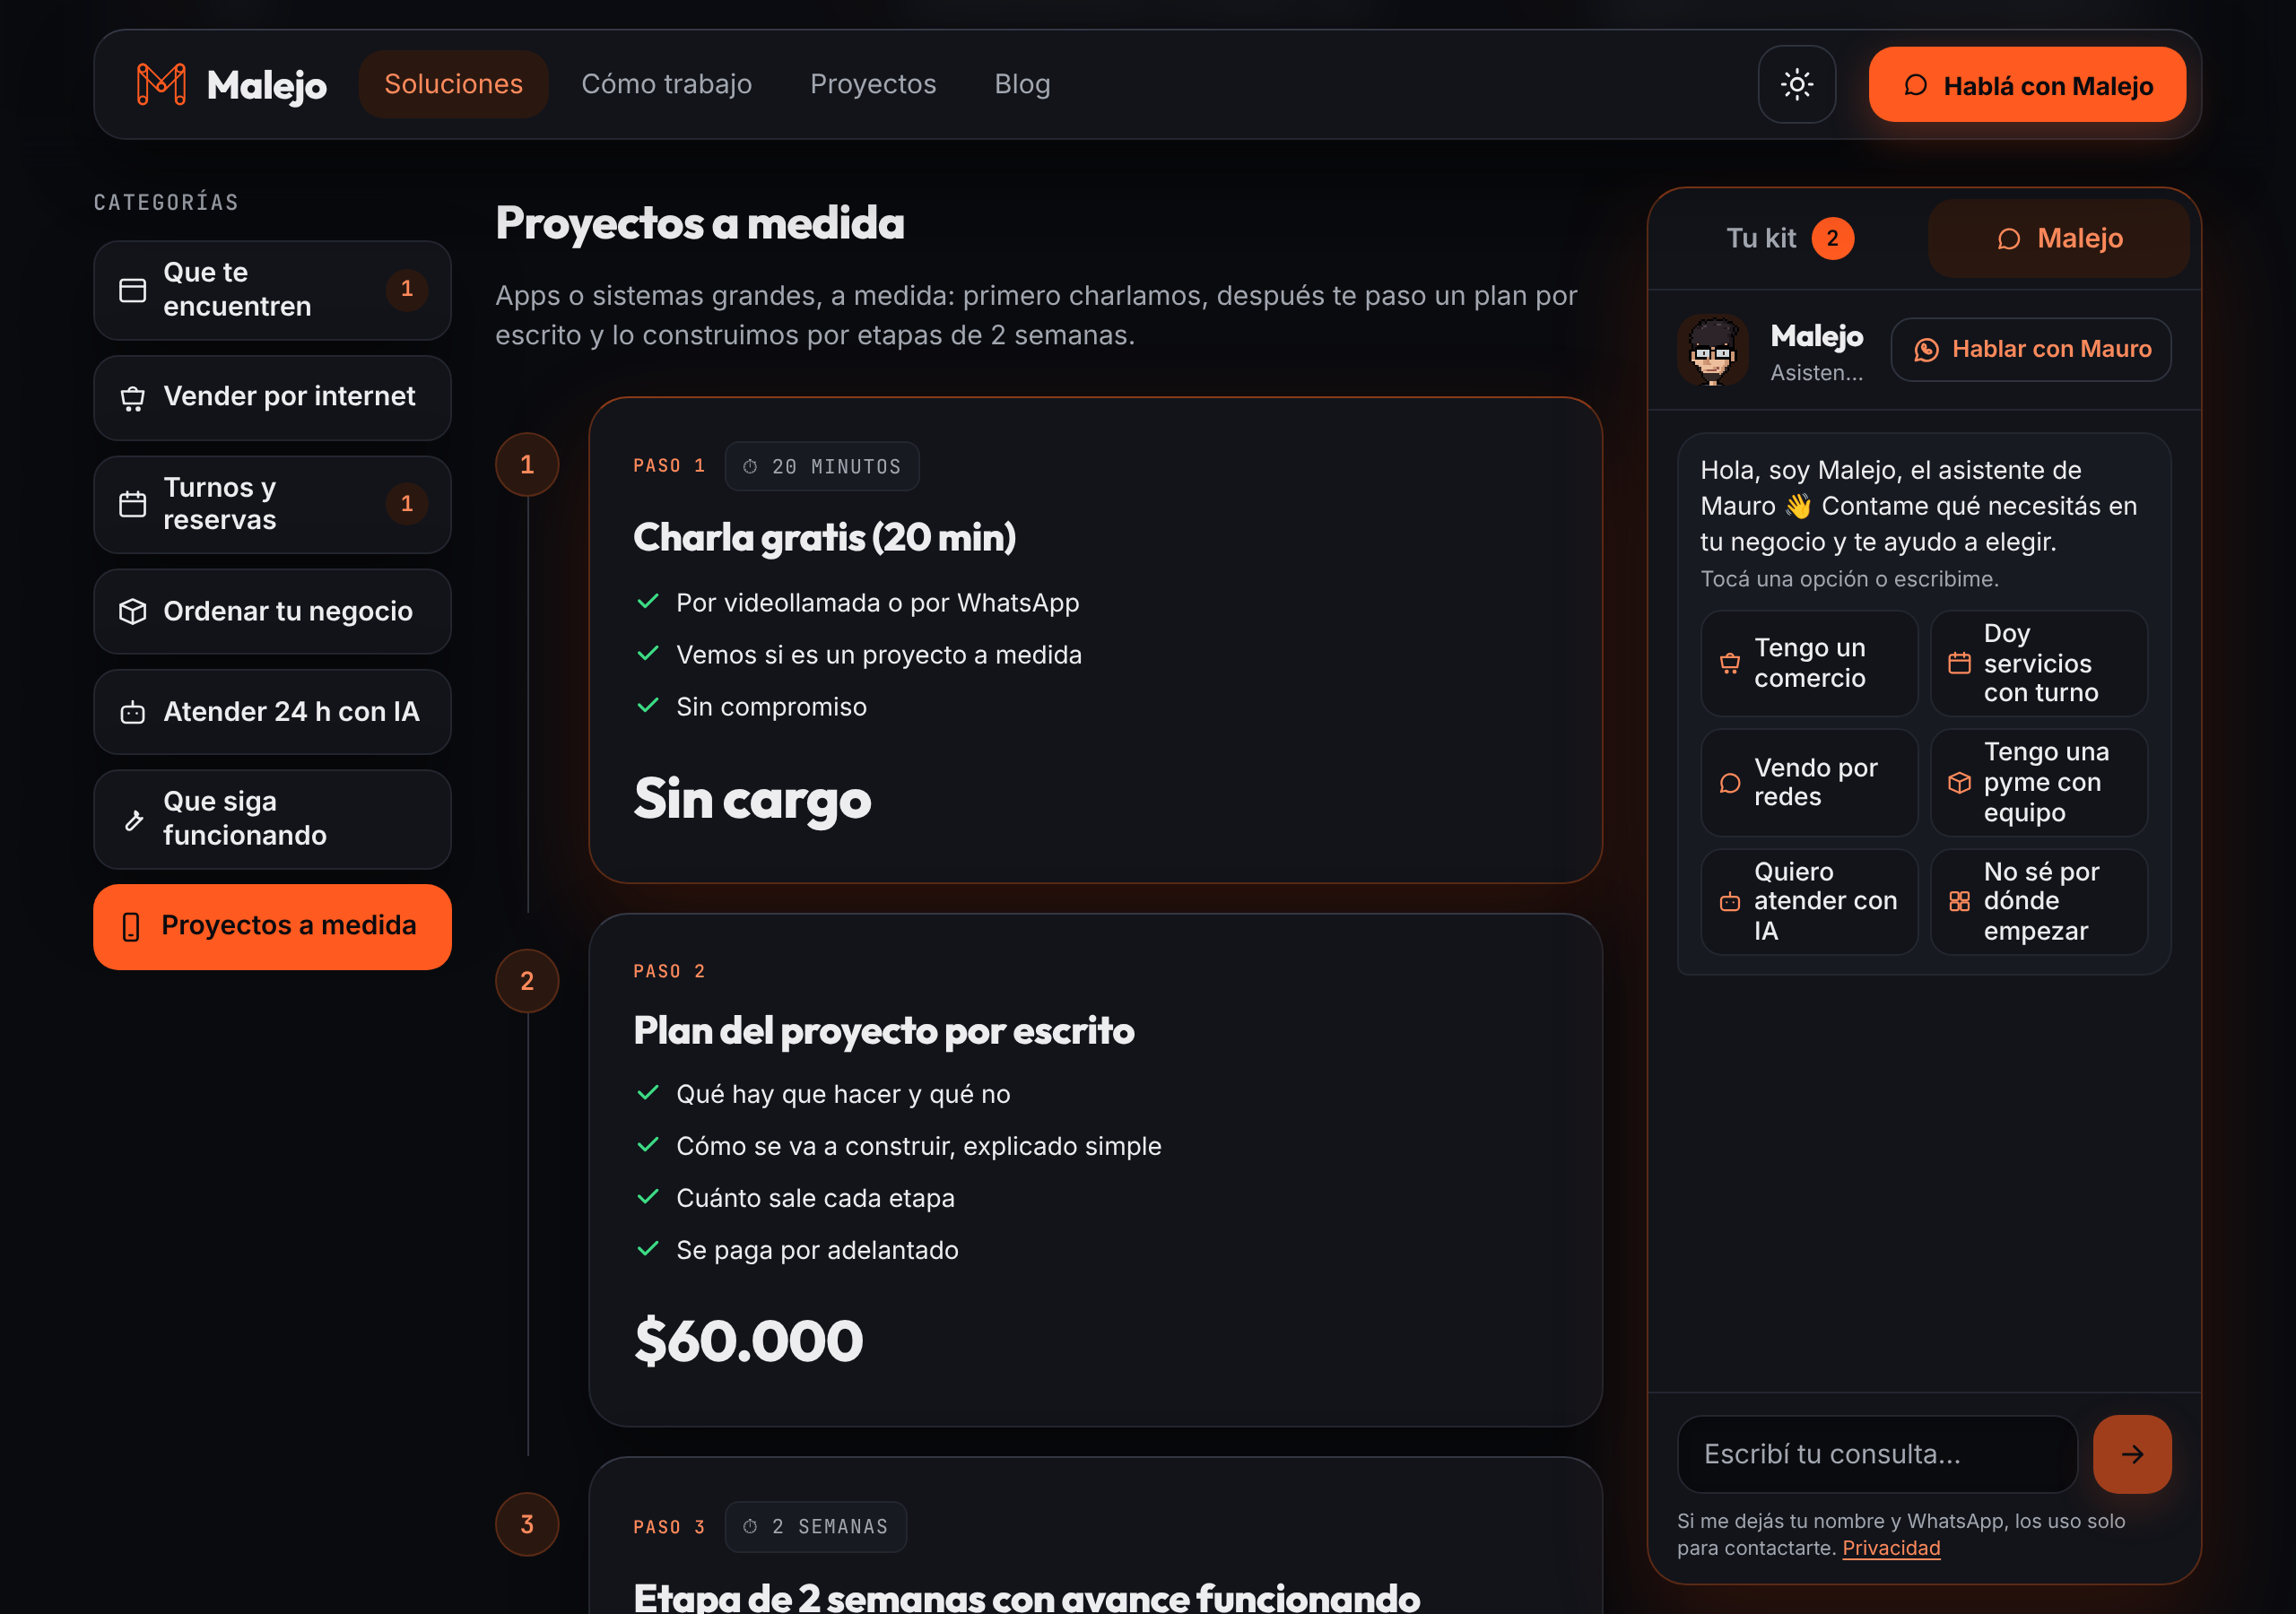 Malejo
Soluciones
Cómo trabajo
Proyectos
Blog
Hablá con Malejo
CATEGORÍAS
Que te
encuentren
1
Vender por internet
Turnos y
reservas
1
Ordenar tu negocio
Atender 24 h con IA
Que siga
funcionando
Proyectos a medida
Proyectos a medida
Apps o sistemas grandes, a medida: primero charlamos, después te paso un plan por
escrito y lo construimos por etapas de 2 semanas.
1
PASO 1
⏱ 20 MINUTOS
Charla gratis (20 min)
Por videollamada o por WhatsApp
Vemos si es un proyecto a medida
Sin compromiso
Sin cargo
2
PASO 2
Plan del proyecto por escrito
Qué hay que hacer y qué no
Cómo se va a construir, explicado simple
Cuánto sale cada etapa
Se paga por adelantado
$60.000
3
PASO 3
⏱ 2 SEMANAS
Etapa de 2 semanas con avance funcionando
Tu kit
2
Malejo
Malejo
Asisten...
Hablar con Mauro
Hola, soy Malejo, el asistente de
Mauro 👋 Contame qué necesitás en
tu negocio y te ayudo a elegir.
Tocá una opción o escribime.
Tengo un
comercio
Doy
servicios
con turno
Vendo por
redes
Tengo una
pyme con
equipo
Quiero
atender con
IA
No sé por
dónde
empezar
Escribí tu consulta...
Si me dejás tu nombre y WhatsApp, los uso solo
para contactarte. Privacidad